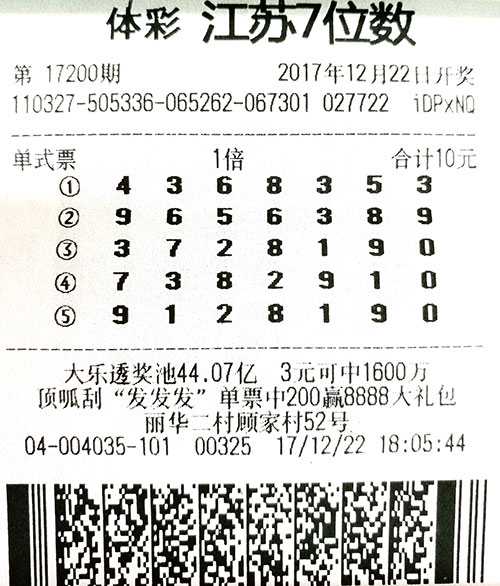 体彩 江苏7位数
第 17200期 2017年12月22日开奖
110327-505336-065262-067301 027722 iDPxNQ
单式票 1倍 合计10元
① 4 3 6 8 3 5 3
② 9 6 5 6 3 8 9
③ 3 7 2 8 1 9 0
④ 7 3 8 2 9 1 0
⑤ 9 1 2 8 1 9 0
大乐透奖池44.07亿 3元可中1600万
顶呱刮“发发发”单票中200赢8888大礼包
丽华二村顾家村52号
04-004035-101 00325 17/12/22 18:05:44